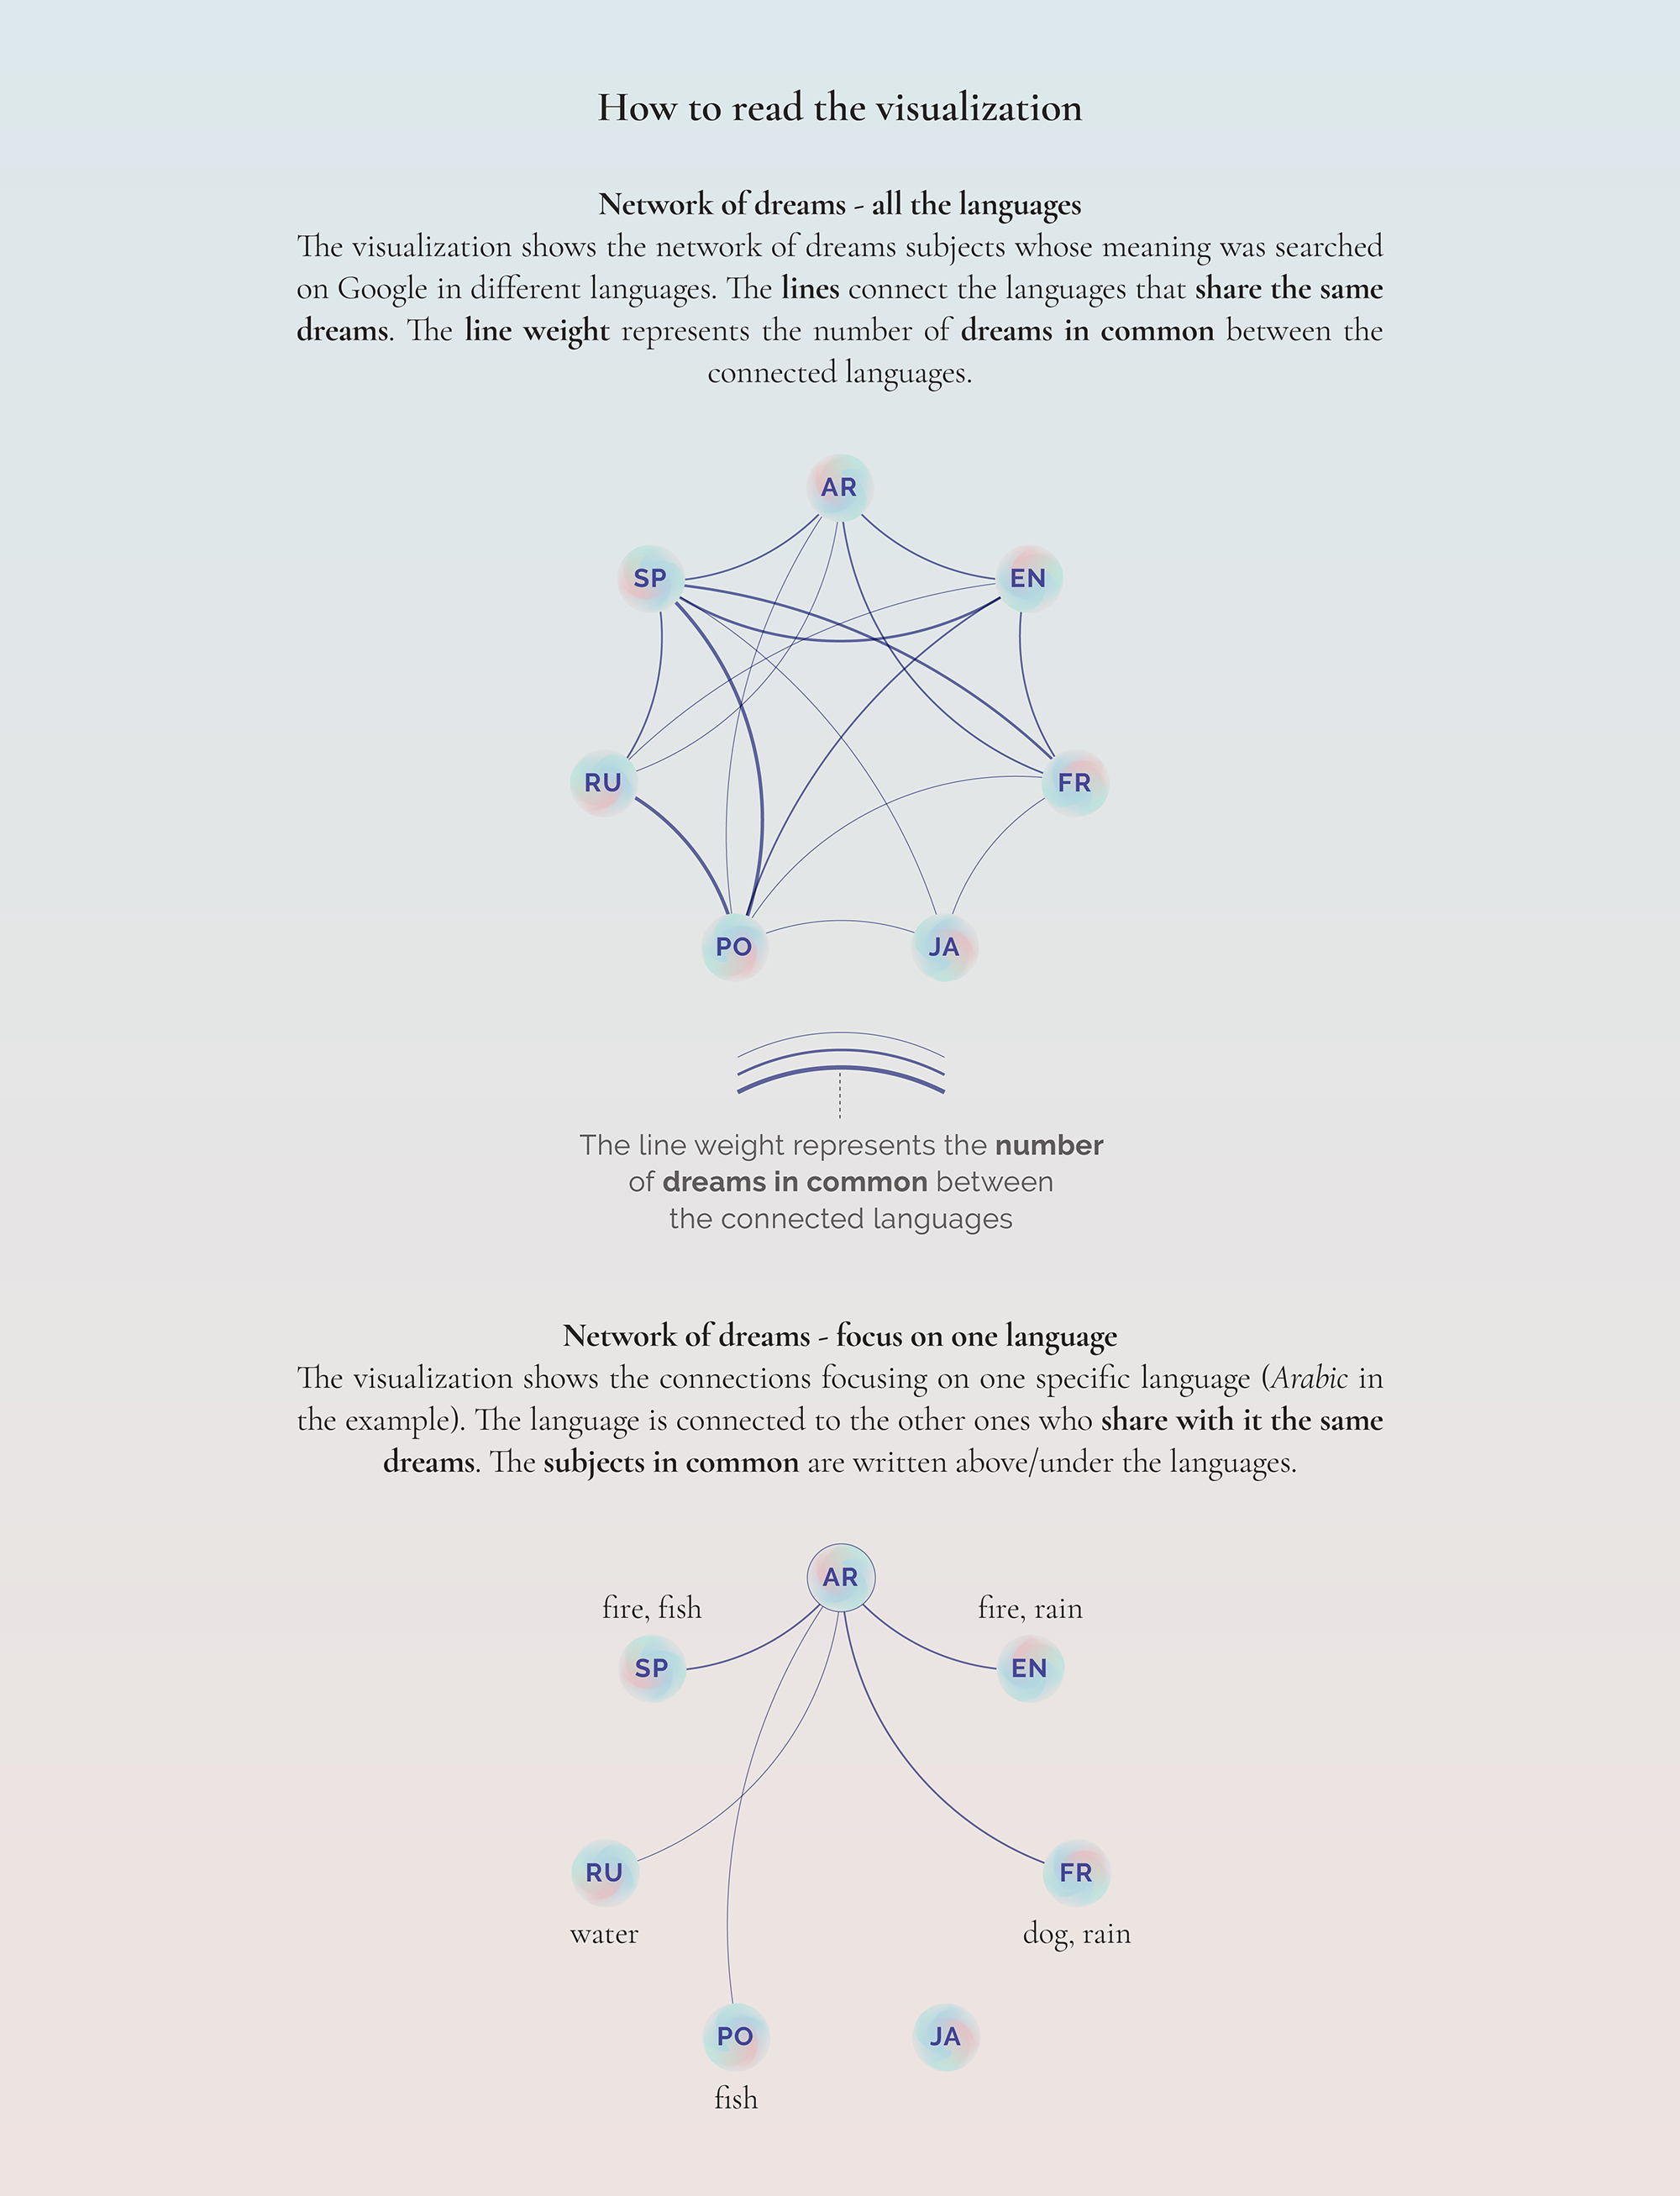 How to read the visualization
Network of dreams - all the languages
The visualization shows the network of dreams subjects whose meaning was searched
on Google in different languages. The lines connect the languages that share the same
dreams. The line weight represents the number of dreams in common between the
connected languages.
AR
SP
EN
RU
FR
PO
JA
The line weight represents the number
of dreams in common between
the connected languages
Network of dreams - focus on one language
The visualization shows the connections focusing on one specific language (Arabic in
the example). The language is connected to the other ones who share with it the same
dreams. The subjects in common are written above/under the languages.
AR
fire, fish
fire, rain
SP
EN
RU
FR
water
dog, rain
PO
JA
fish